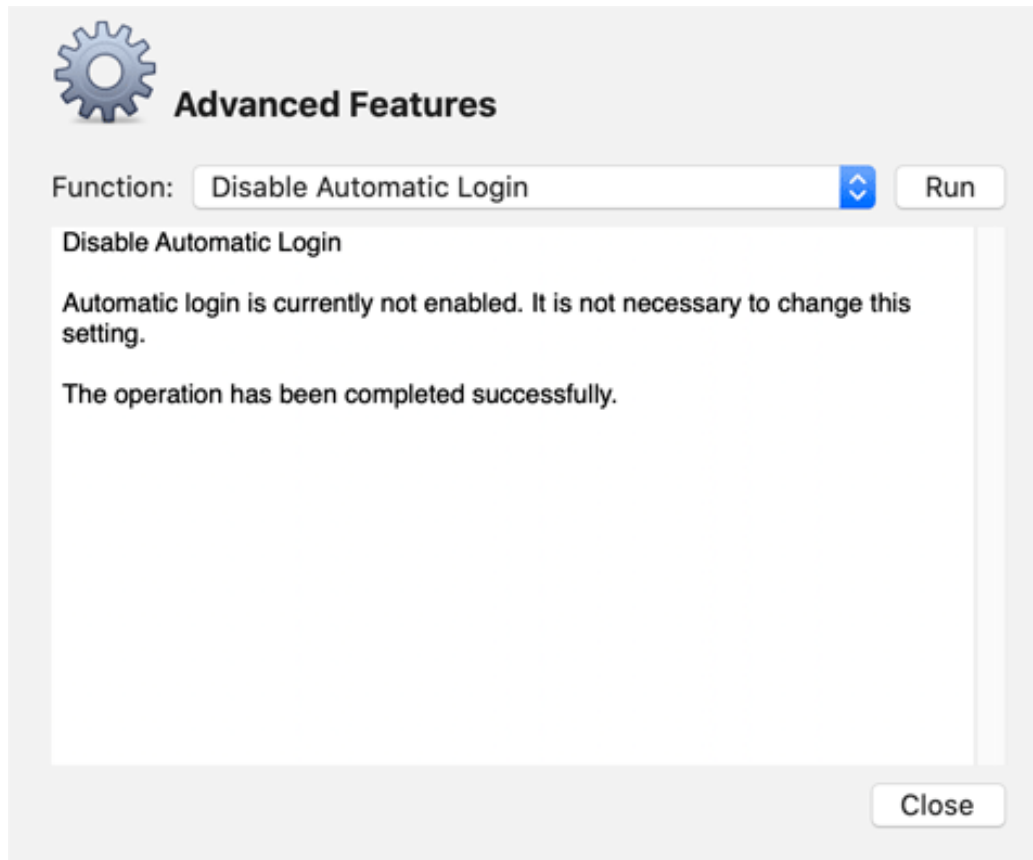 Advanced Features
Function: Disable Automatic Login Run
Disable Automatic Login
Automatic login is currently not enabled. It is not necessary to change this
setting.
The operation has been completed successfully.
Close